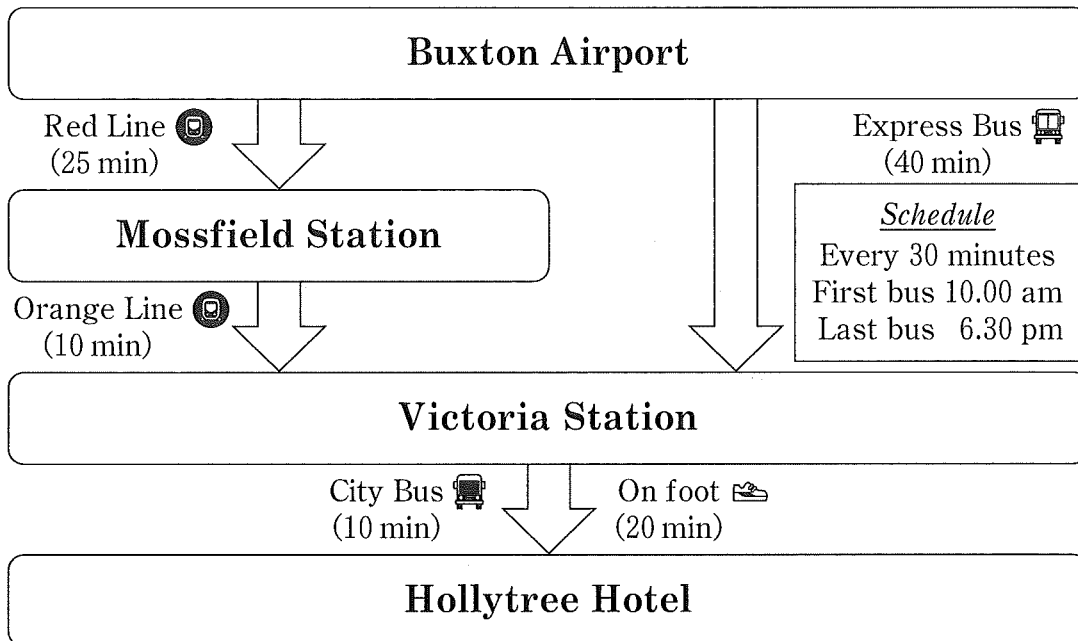 Buxton Airport
Red Line
(25 min)
Express Bus
(40 min)
Schedule
Every 30 minutes
First bus 10.00 am
Last bus 6.30 pm
Mossfield Station
Orange Line
(10 min)
Victoria Station
City Bus
(10 min)
On foot
(20 min)
Hollytree Hotel